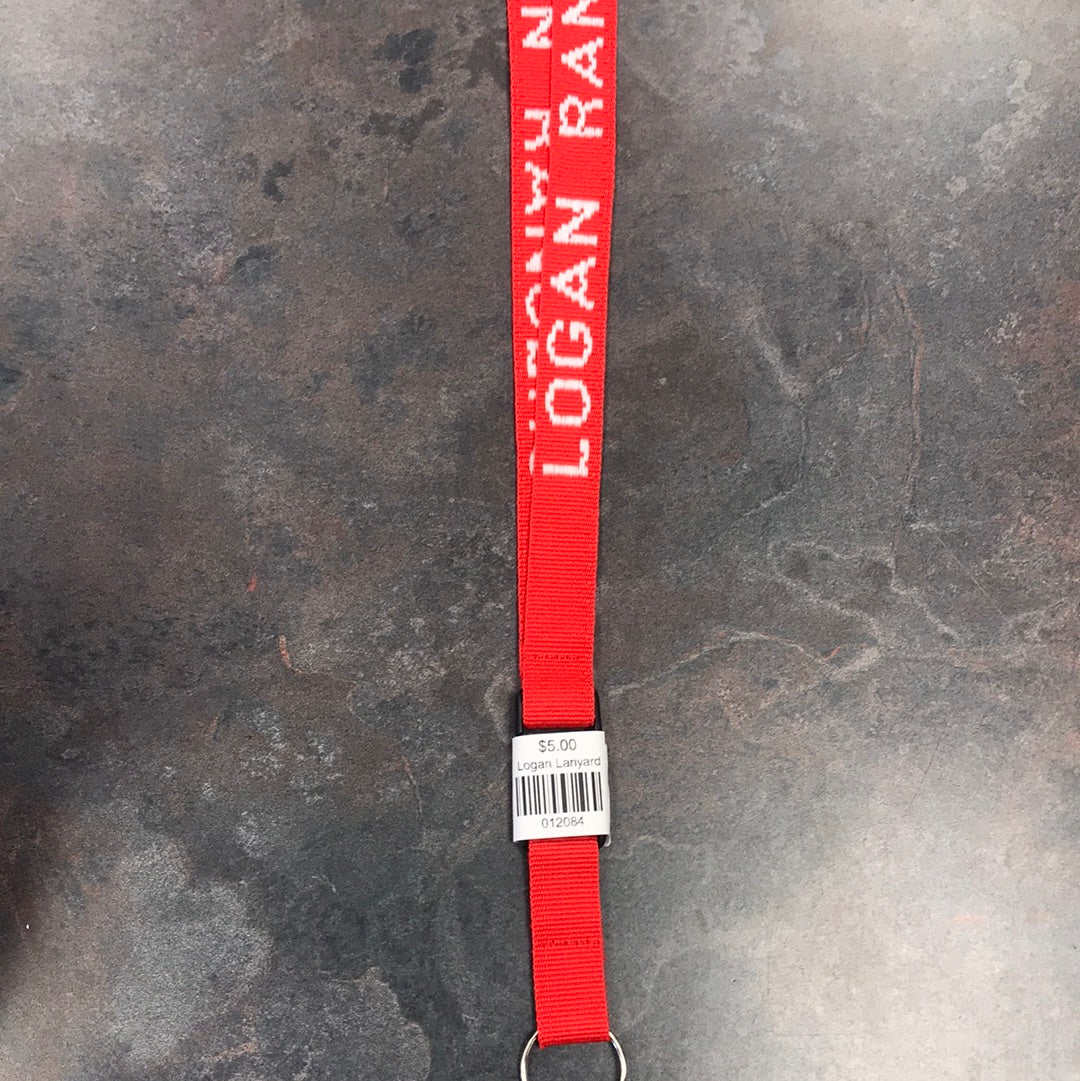 LOGAN RAN
$5.00
Logan Lanyard
012084